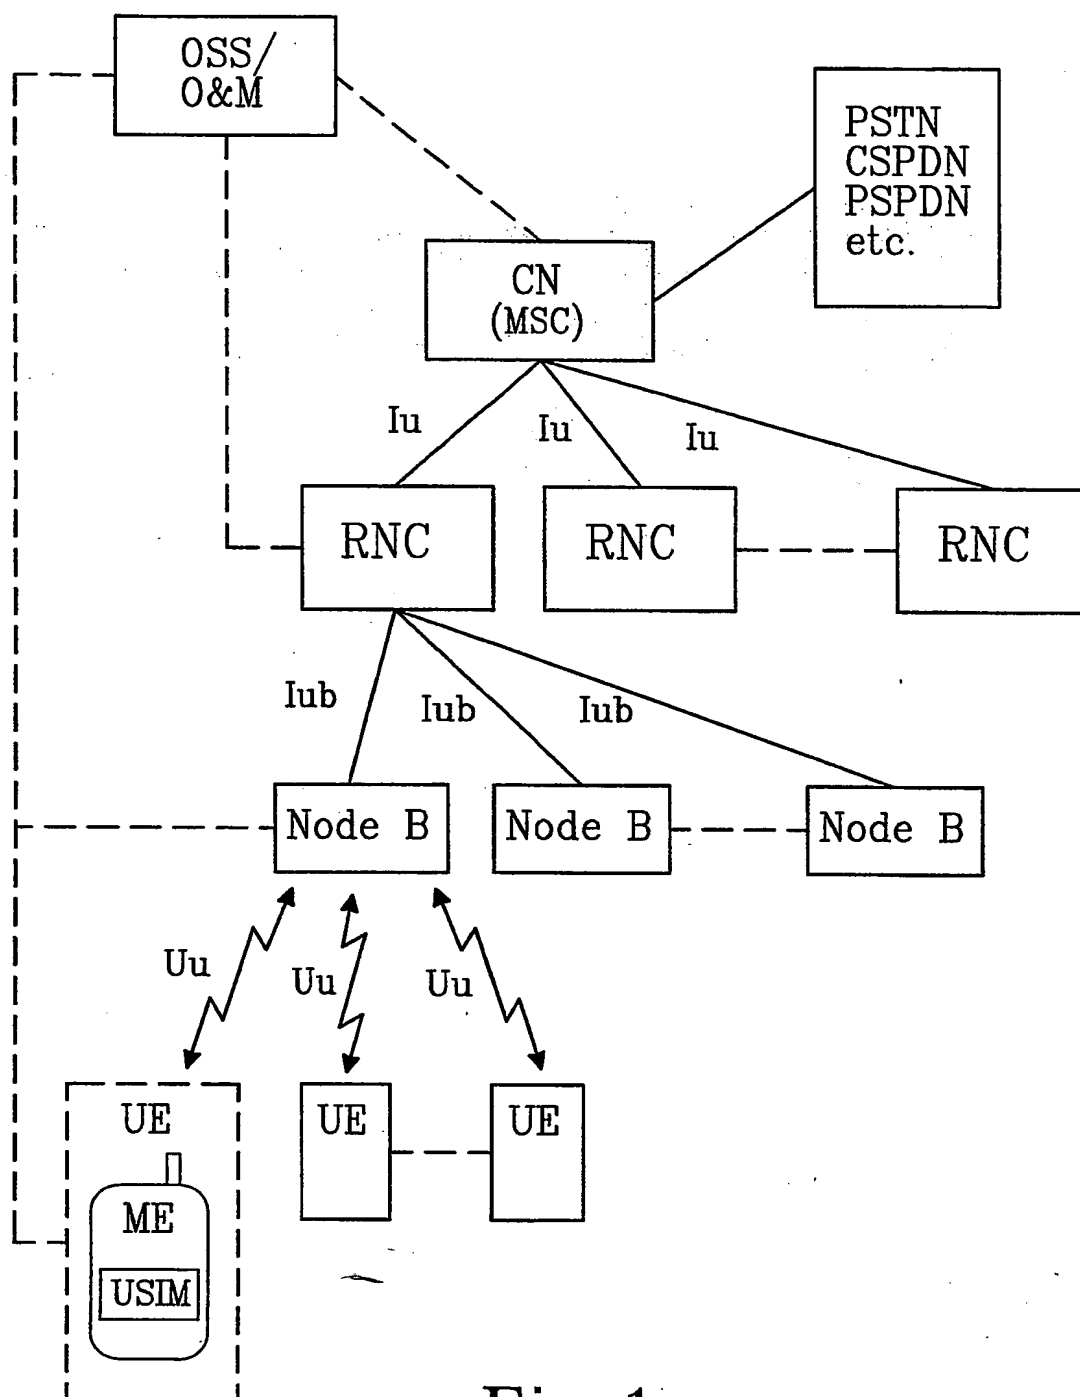 OSS/
O&M
PSTN
CSPDN
PSPDN
etc.
CN
(MSC)
Iu
Iu
Iu
RNC
RNC
RNC
Iub
Iub
Iub
Node B
Node B
Node B
Uu
Uu
Uu
UE
UE
UE
ME
USIM